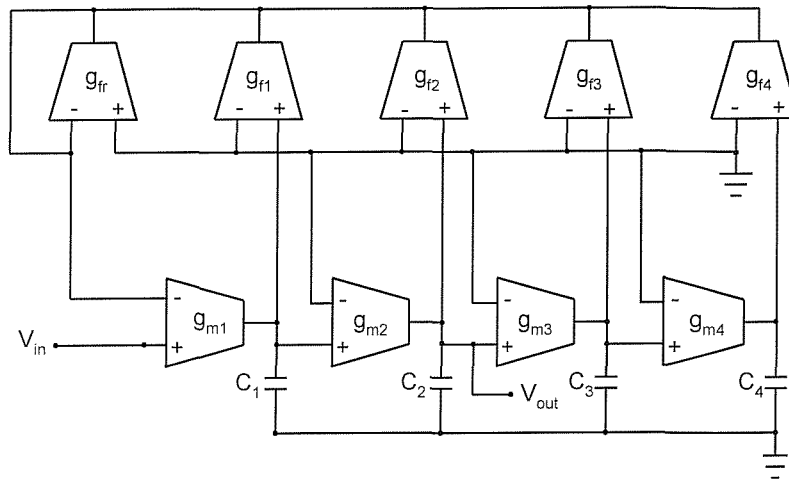 g_fr g_f1 g_f2 g_f3 g_f4
- + - + - + - + - +
- - - -
g_m1 g_m2 g_m3 g_m4
V_in + + + +
C_1 C_2 V_out C_3 C_4